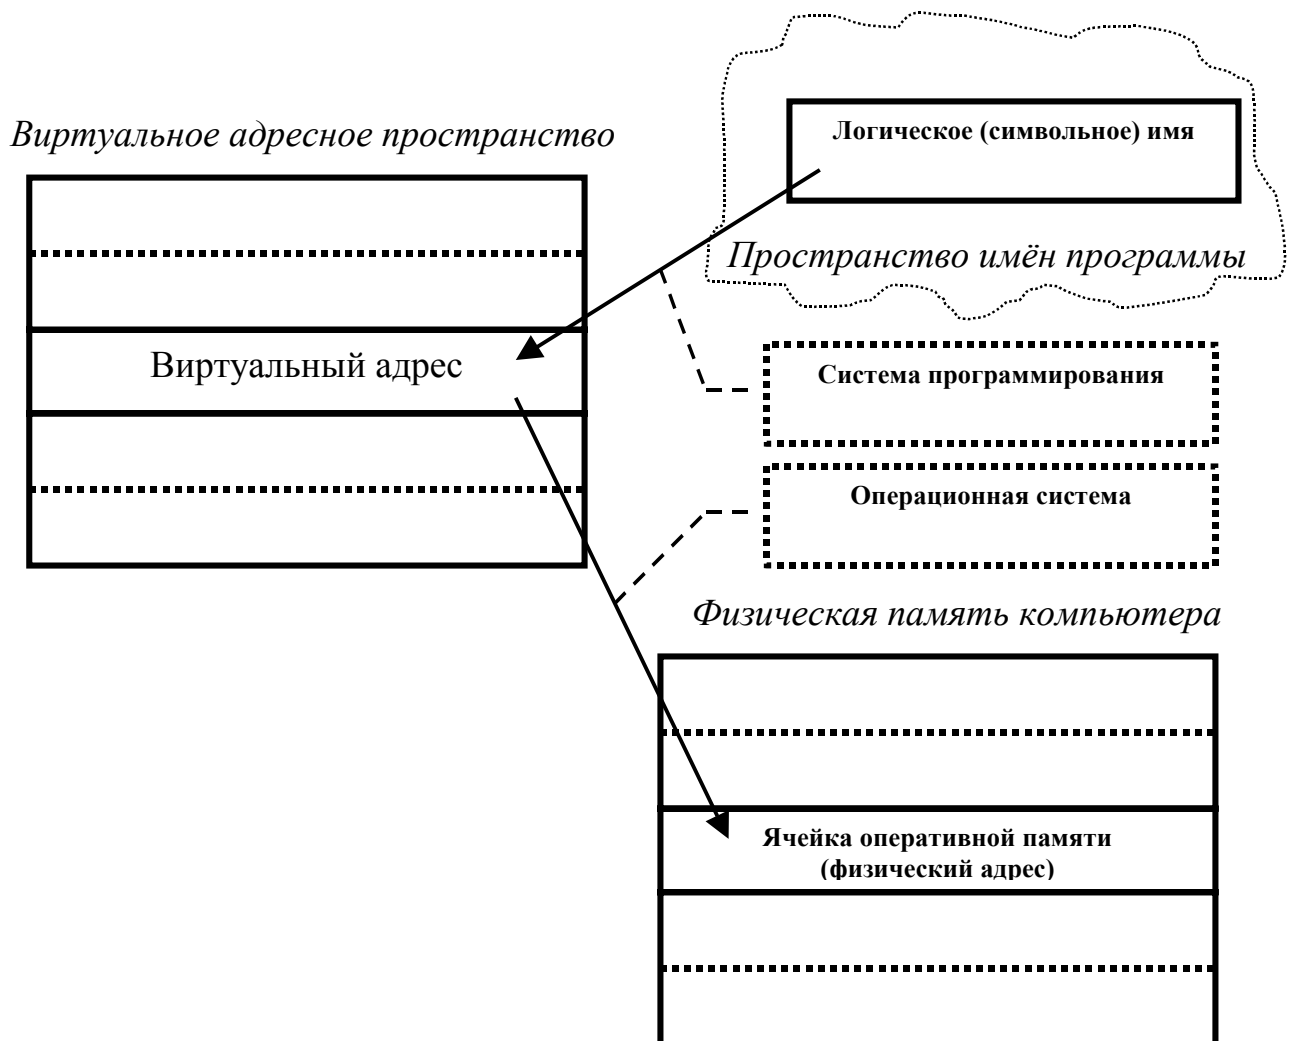 Логическое (символьное) имя
Виртуальное адресное пространство
Пространство имён программы
Виртуальный адрес
Система программирования
Операционная система
Физическая память компьютера
Ячейка оперативной памяти
(физический адрес)